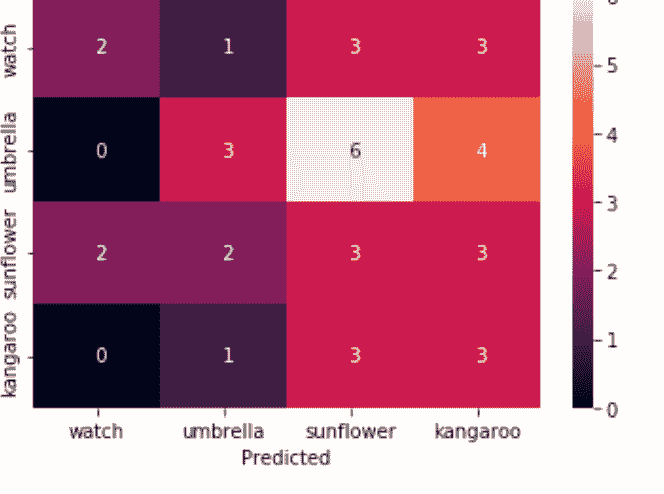 watch 2 1 3 3
umbrella 0 3 6 4
sunflower 2 2 3 3
kangaroo 0 1 3 3
watch umbrella sunflower kangaroo
Predicted
5
4
3
2
1
0